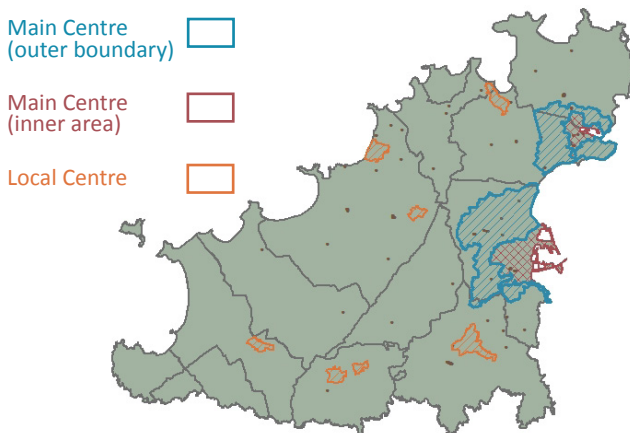 Main Centre
(outer boundary)
Main Centre
(inner area)
Local Centre